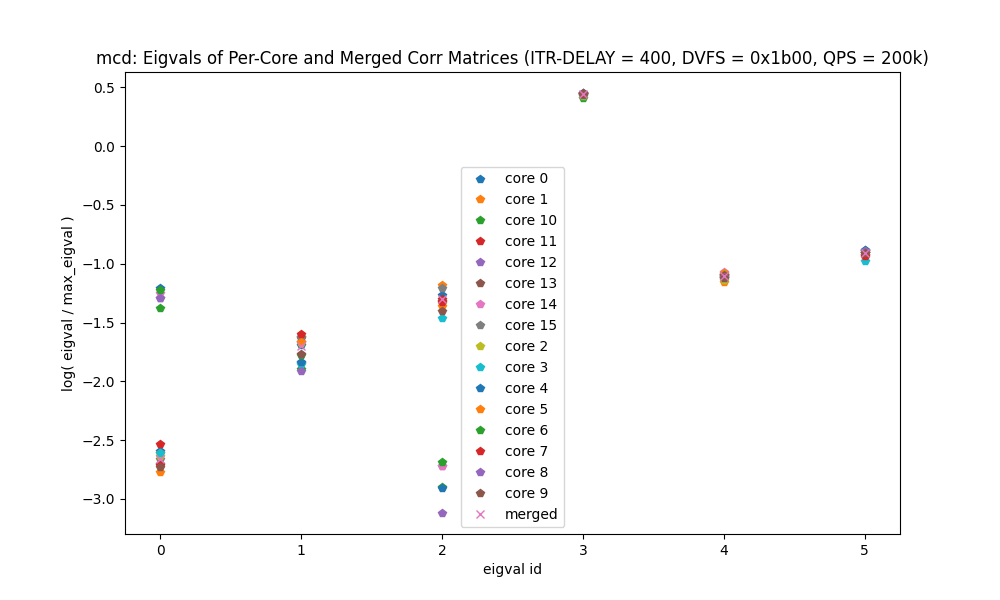 mcd: Eigvals of Per-Core and Merged Corr Matrices (ITR-DELAY = 400, DVFS = 0x1b00, QPS = 200k)
0.5
0.0
−0.5
−1.0
−1.5
−2.0
−2.5
−3.0
log( eigval / max_eigval )
core 0
core 1
core 10
core 11
core 12
core 13
core 14
core 15
core 2
core 3
core 4
core 5
core 6
core 7
core 8
core 9
merged
0 1 2 3 4 5
eigval id